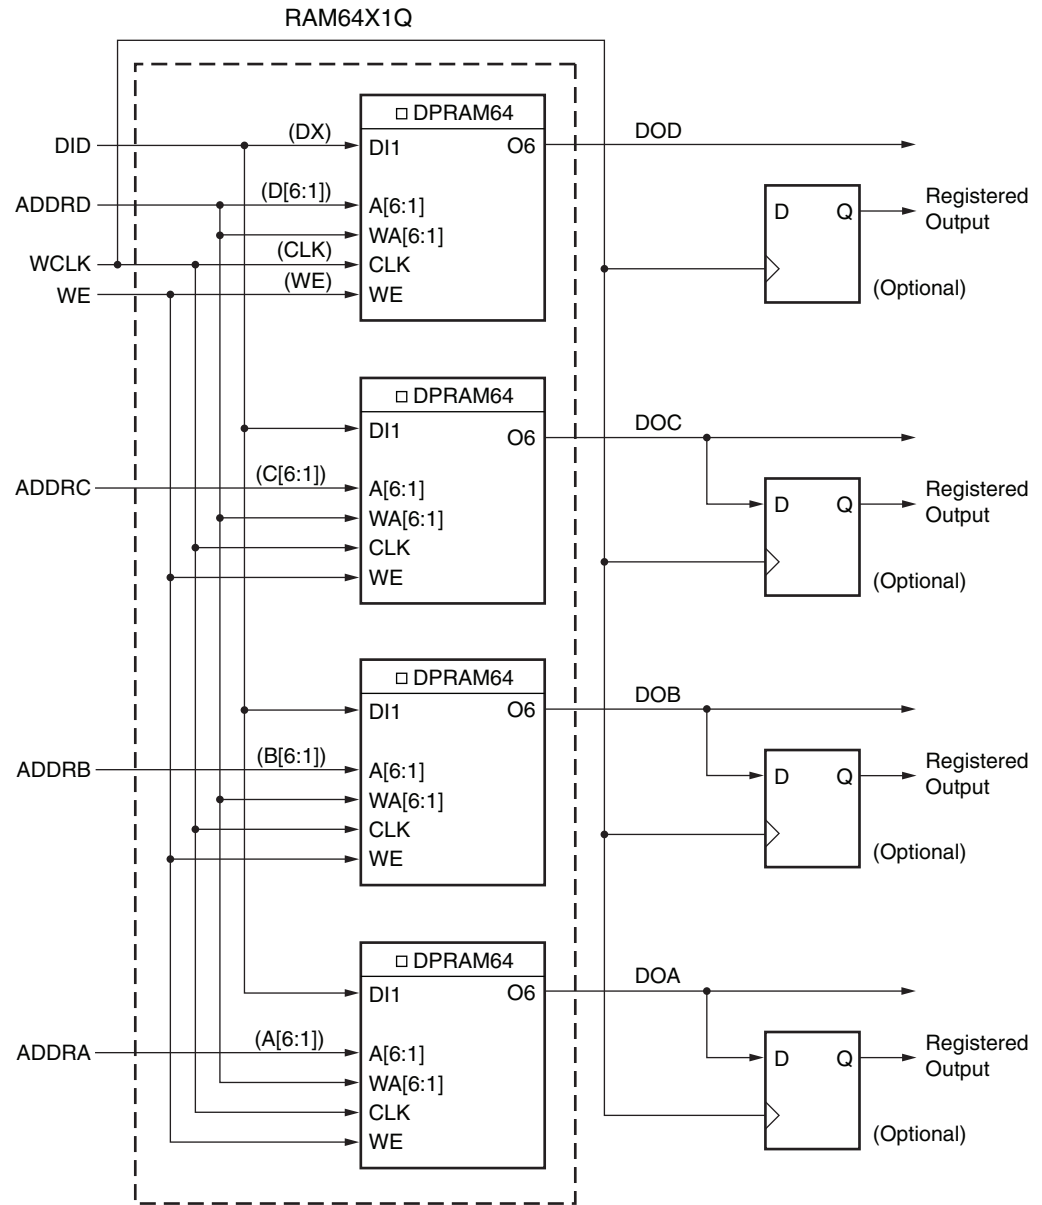 RAM64X1Q
DPRAM64
DID
(DX)
DI1
O6
DOD
ADDRD
(D[6:1])
A[6:1]
WA[6:1]
WCLK
(CLK)
CLK
WE
(WE)
WE
D
Q
Registered
Output
(Optional)
DPRAM64
DI1
O6
DOC
ADDRC
(C[6:1])
A[6:1]
WA[6:1]
CLK
WE
D
Q
Registered
Output
(Optional)
DPRAM64
DI1
O6
DOB
ADDRB
(B[6:1])
A[6:1]
WA[6:1]
CLK
WE
D
Q
Registered
Output
(Optional)
DPRAM64
DI1
O6
DOA
ADDRA
(A[6:1])
A[6:1]
WA[6:1]
CLK
WE
D
Q
Registered
Output
(Optional)